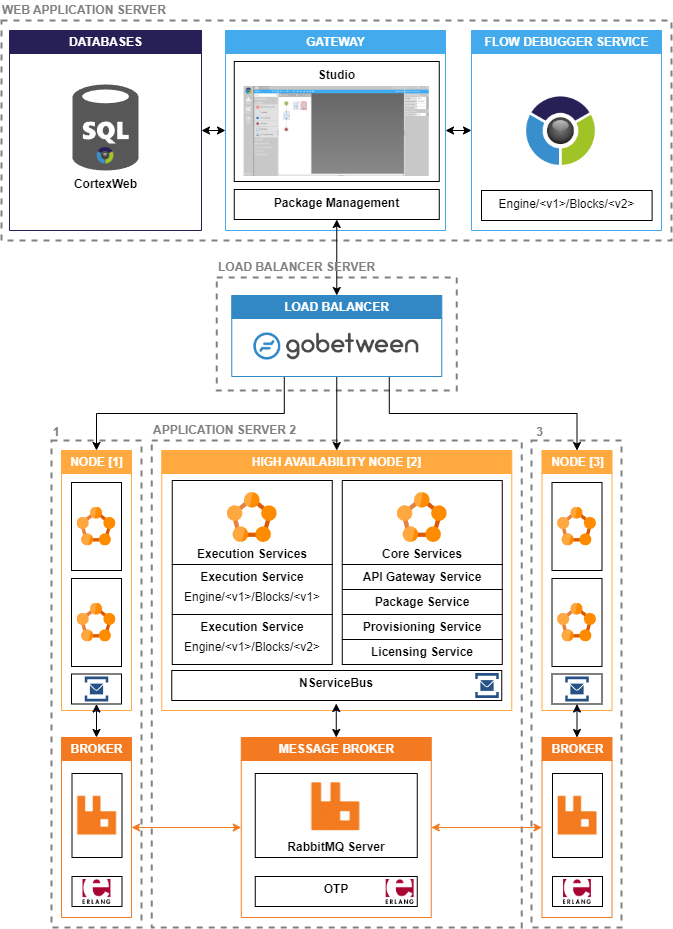 WEB APPLICATION SERVER
DATABASES
SQL
CortexWeb
GATEWAY
Studio
Package Management
FLOW DEBUGGER SERVICE
Engine/<v1>/Blocks/<v2>
LOAD BALANCER SERVER
LOAD BALANCER
gobetween
1
NODE [1]
APPLICATION SERVER 2
HIGH AVAILABILITY NODE [2]
Execution Services
Execution Service
Engine/<v1>/Blocks/<v1>
Execution Service
Engine/<v1>/Blocks/<v2>
Core Services
API Gateway Service
Package Service
Provisioning Service
Licensing Service
NServiceBus
3
NODE [3]
BROKER
ERLANG
MESSAGE BROKER
RabbitMQ Server
OTP
ERLANG
BROKER
ERLANG